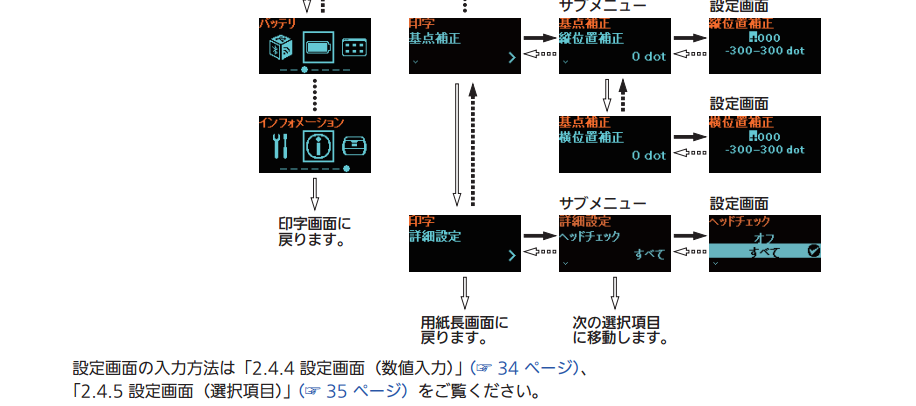 サブメニュー
設定画面
バッテリ
印字
基点補正
基点補正
縦位置補正
0 dot
縦位置補正
+000
-300–300 dot
設定画面
インフォメーション
基点補正
横位置補正
0 dot
横位置補正
+000
-300–300 dot
サブメニュー
設定画面
印字画面に
戻ります。
印字
詳細設定
詳細設定
ヘッドチェック
すべて
ヘッドチェック
オフ
すべて
用紙長画面に
戻ります。
次の選択項目
に移動します。
設定画面の入力方法は「2.4.4 設定画面（数値入力）」（☞ 34 ページ）、
「2.4.5 設定画面（選択項目）」（☞ 35 ページ）をご覧ください。